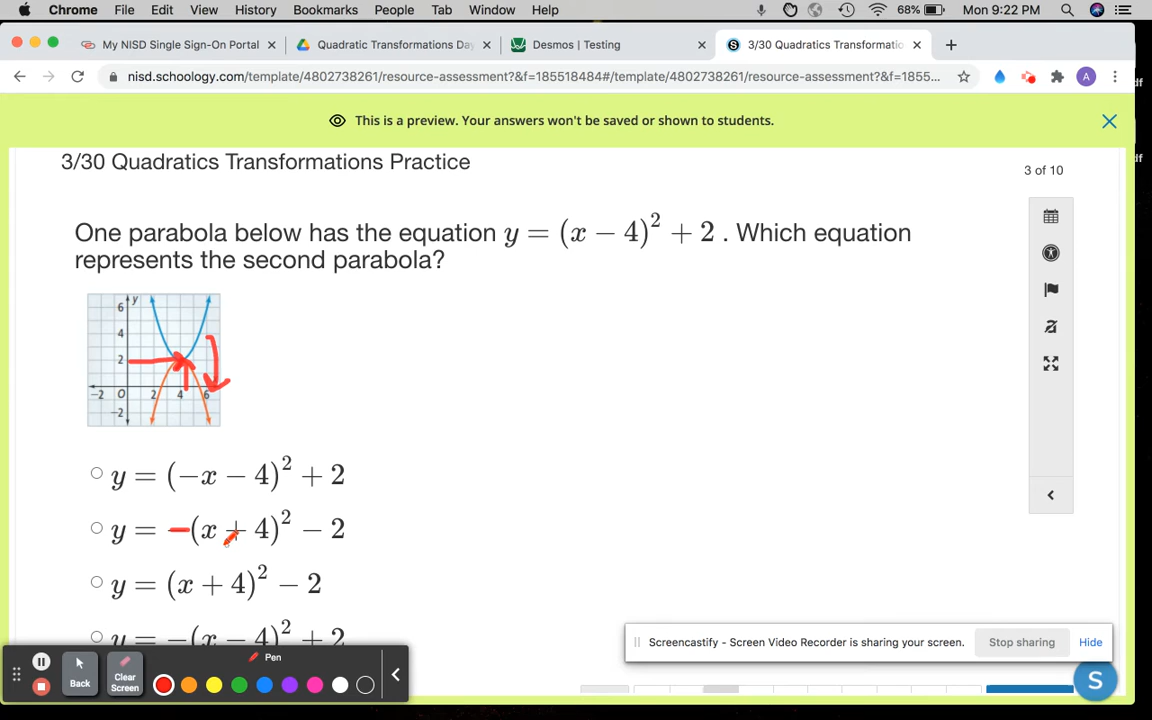 Chrome File Edit View History Bookmarks People Tab Window Help 68% Mon 9:22 PM
My NISD Single Sign-On Portal × Quadratic Transformations Day × Desmos | Testing × 3/30 Quadratics Transformatio ×
nisd.schoology.com/template/4802738261/resource-assessment?&f=185518484#/template/4802738261/resource-assessment?&f=1855... A
df
This is a preview. Your answers won't be saved or shown to students.
df
3/30 Quadratics Transformations Practice
3 of 10
One parabola below has the equation y = (x − 4)² + 2 . Which equation
represents the second parabola?
6 y
4
2
−2 O 2 4 6
−2
y = (−x − 4)² + 2
y = −(x + 4)² − 2
y = (x + 4)² − 2
y = −(x − 4)² + 2
Screencastify - Screen Video Recorder is sharing your screen. Stop sharing Hide
Pen
Back Clear Screen
S